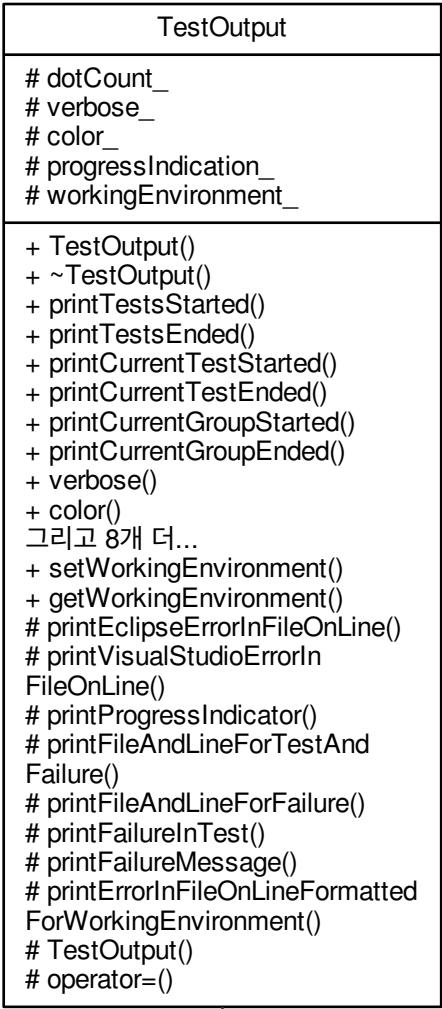 TestOutput
# dotCount_
# verbose_
# color_
# progressIndication_
# workingEnvironment_
+ TestOutput()
+ ~TestOutput()
+ printTestsStarted()
+ printTestsEnded()
+ printCurrentTestStarted()
+ printCurrentTestEnded()
+ printCurrentGroupStarted()
+ printCurrentGroupEnded()
+ verbose()
+ color()
그리고 8개 더...
+ setWorkingEnvironment()
+ getWorkingEnvironment()
# printEclipseErrorInFileOnLine()
# printVisualStudioErrorIn
FileOnLine()
# printProgressIndicator()
# printFileAndLineForTestAnd
Failure()
# printFileAndLineForFailure()
# printFailureInTest()
# printFailureMessage()
# printErrorInFileOnLineFormatted
ForWorkingEnvironment()
# TestOutput()
# operator=()